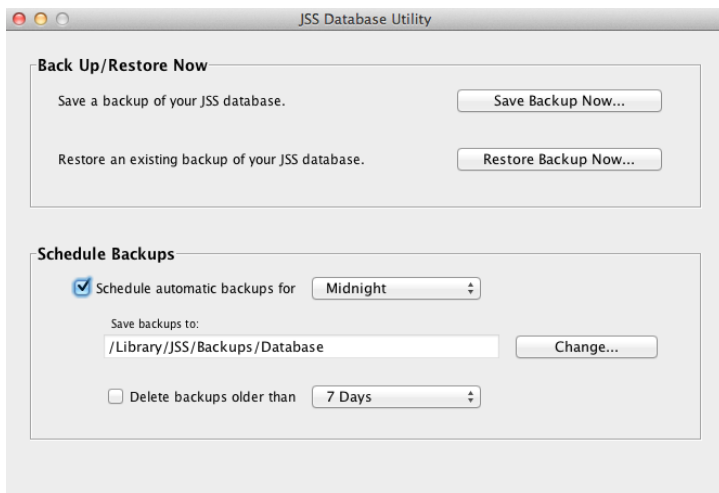 JSS Database Utility
Back Up/Restore Now
Save a backup of your JSS database. Save Backup Now...
Restore an existing backup of your JSS database. Restore Backup Now...
Schedule Backups
Schedule automatic backups for Midnight
Save backups to:
/Library/JSS/Backups/Database Change...
Delete backups older than 7 Days